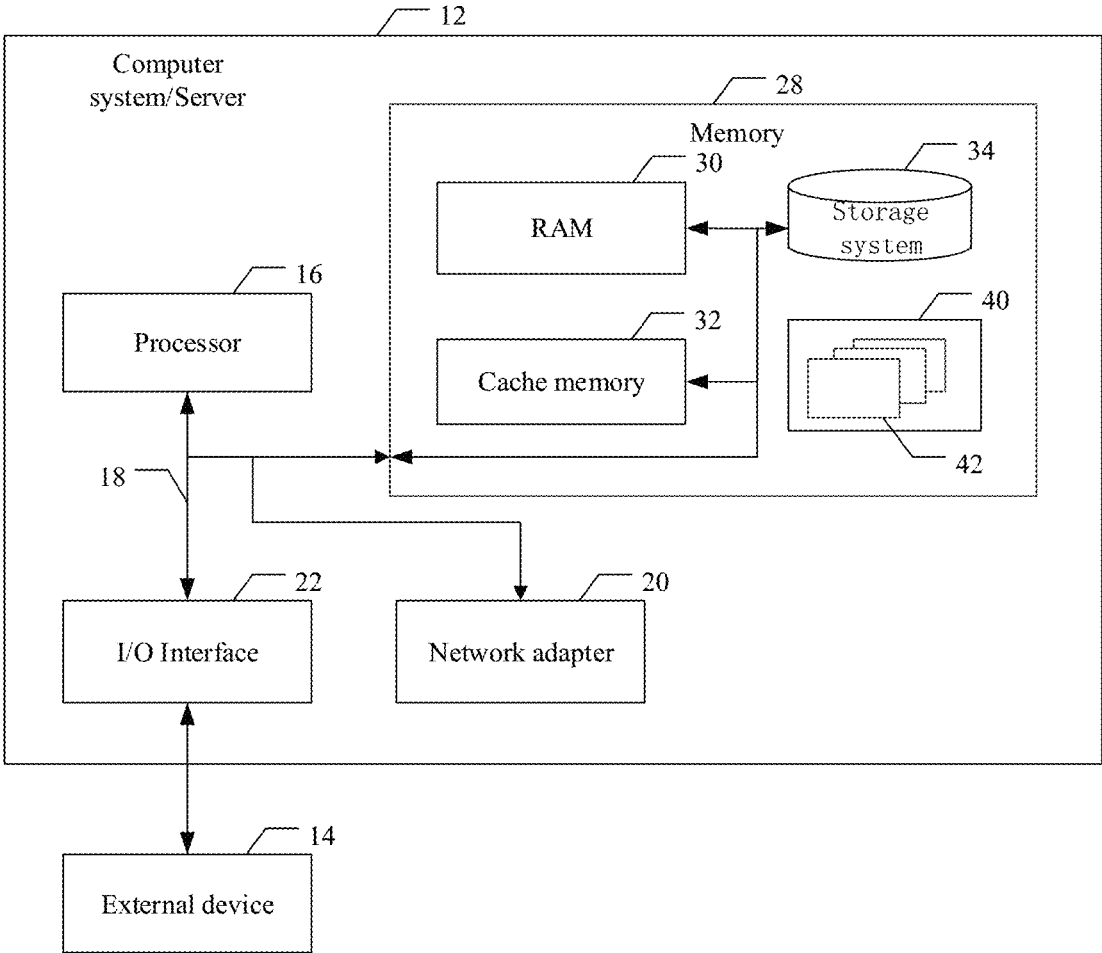 12
Computer
system/Server
28
Memory
30
34
RAM
Storage
system
16
32
40
Processor
Cache memory
18
42
22
20
I/O Interface
Network adapter
14
External device